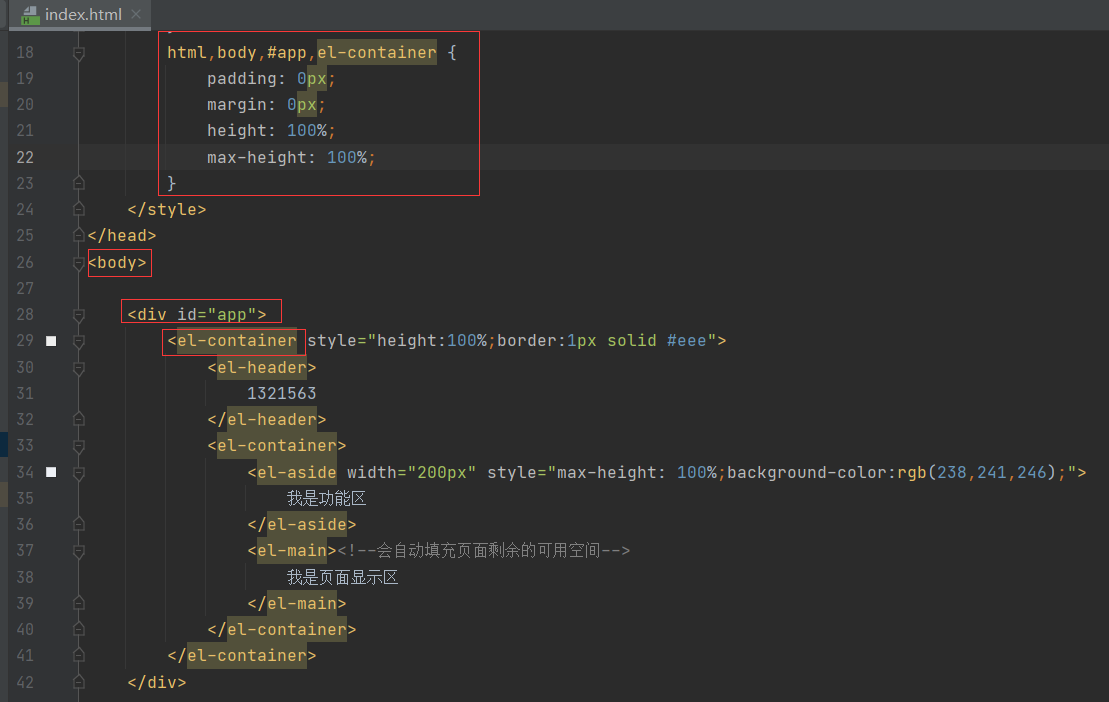 index.html
18 html,body,#app,el-container {
19 padding: 0px;
20 margin: 0px;
21 height: 100%;
22 max-height: 100%;
23 }
24 </style>
25 </head>
26 <body>
27
28 <div id="app">
29 <el-container style="height:100%;border:1px solid #eee">
30 <el-header>
31 1321563
32 </el-header>
33 <el-container>
34 <el-aside width="200px" style="max-height: 100%;background-color:rgb(238,241,246);">
35 我是功能区
36 </el-aside>
37 <el-main><!--会自动填充页面剩余的可用空间-->
38 我是页面显示区
39 </el-main>
40 </el-container>
41 </el-container>
42 </div>